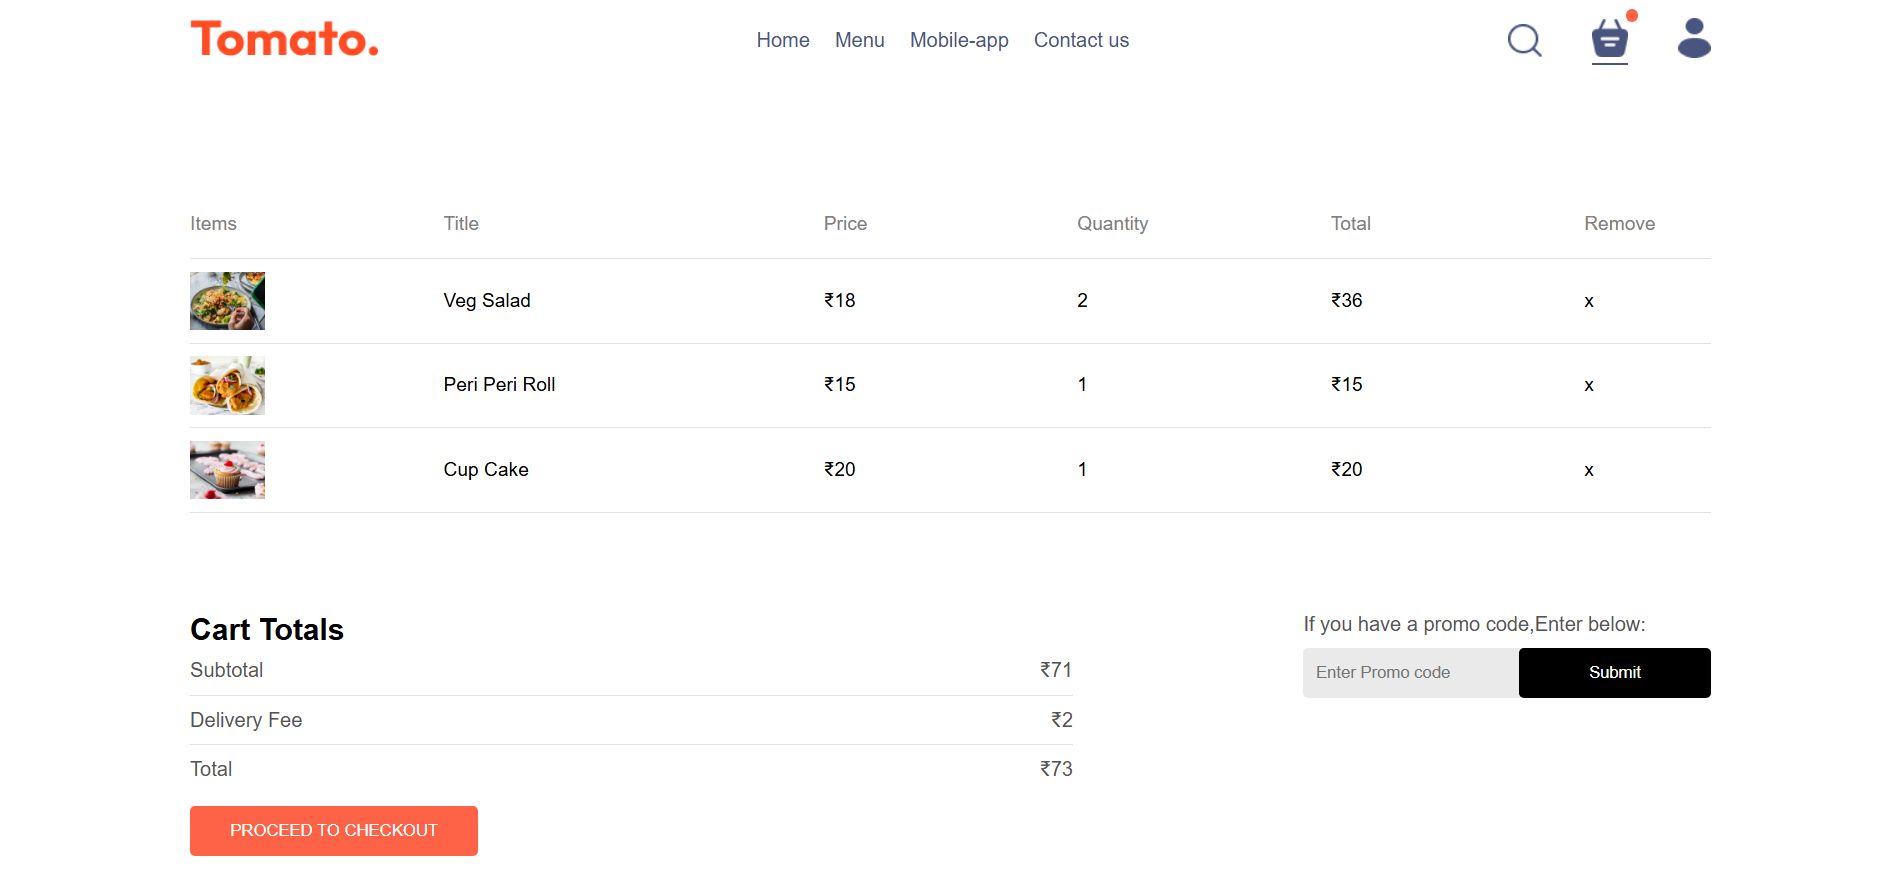 Tomato.
Home Menu Mobile-app Contact us
Items Title Price Quantity Total Remove
Veg Salad ₹18 2 ₹36 x
Peri Peri Roll ₹15 1 ₹15 x
Cup Cake ₹20 1 ₹20 x
Cart Totals
Subtotal ₹71
Delivery Fee ₹2
Total ₹73
PROCEED TO CHECKOUT
If you have a promo code,Enter below:
Enter Promo code Submit